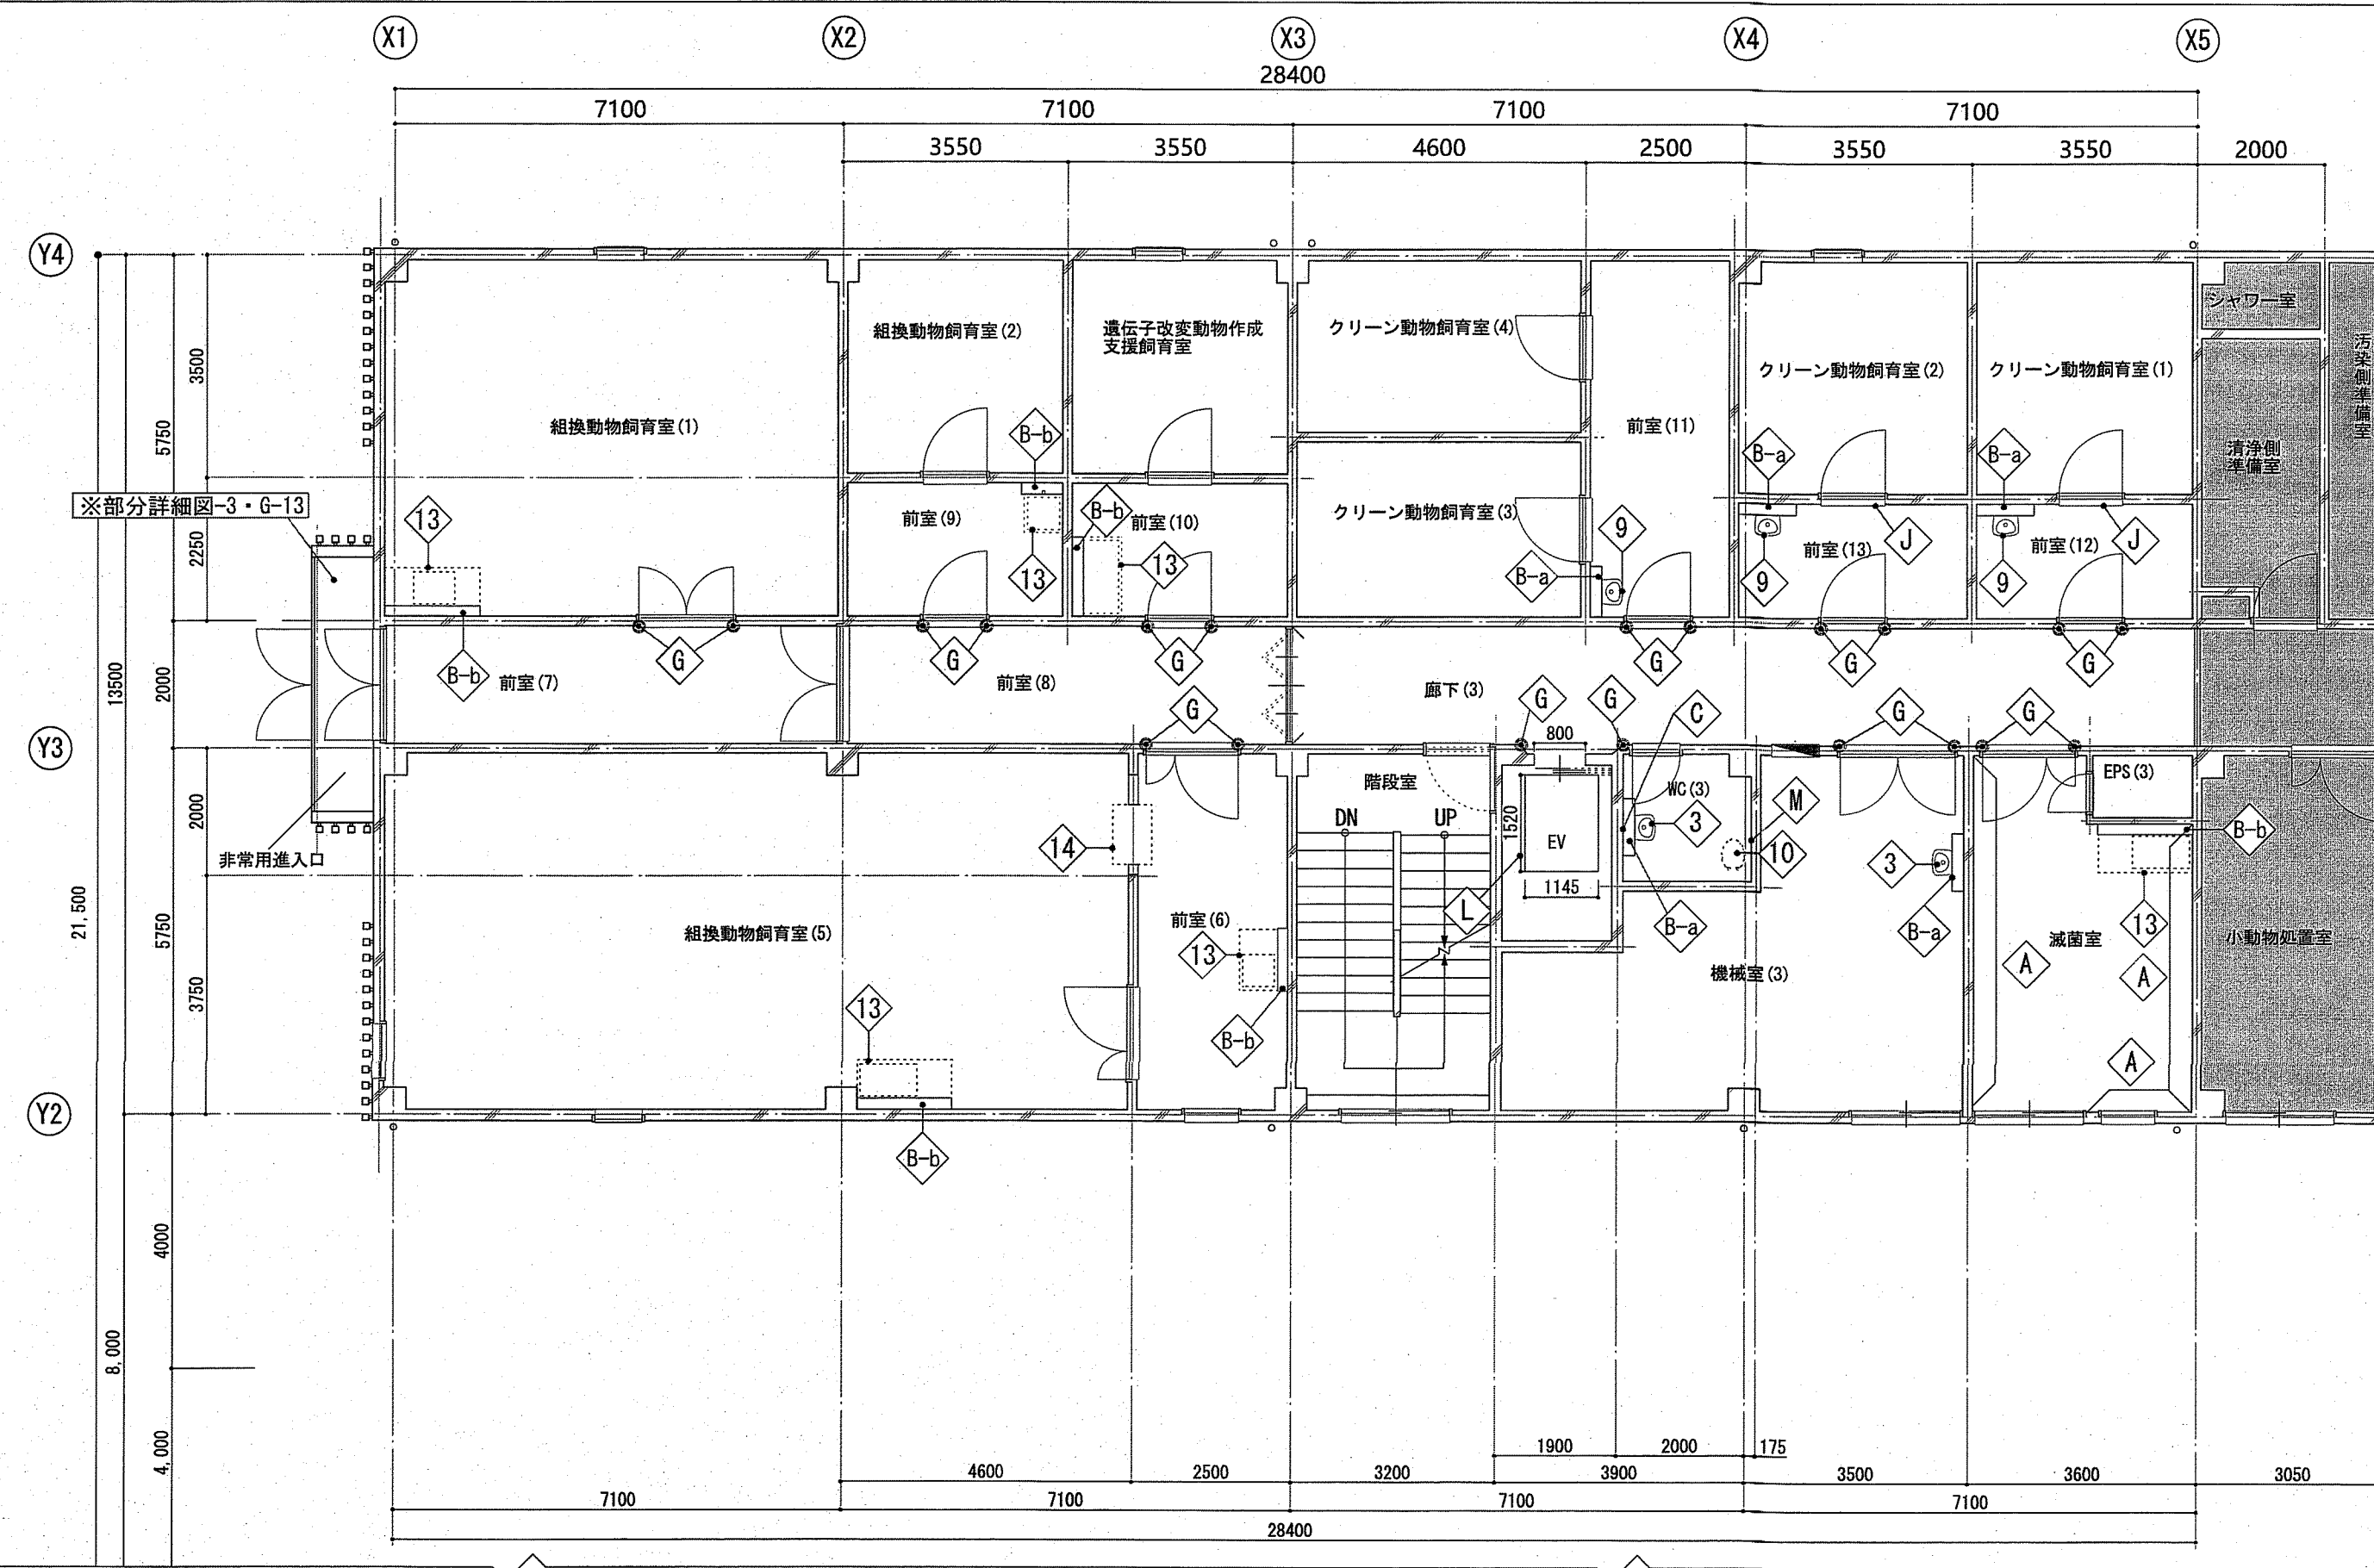 X1
X2
X3
X4
X5
28400
7100
7100
7100
7100
3550
3550
4600
2500
3550
3550
2000
Y4
Y3
Y2
3500
5750
2250
13500
2000
2000
21,500
5750
3750
4000
8,000
4,000
※部分詳細図-3・G-13
非常用進入口
組換動物飼育室(1)
13
B-b
組換動物飼育室(2)
B-b
遺伝子改変動物作成
支援飼育室
クリーン動物飼育室(4)
前室(11)
クリーン動物飼育室(2)
クリーン動物飼育室(1)
シャワー室
汚染側準備室
清浄側
準備室
前室(9)
13
B-b
前室(10)
13
クリーン動物飼育室(3)
9
B-a
B-a
前室(13)
J
9
B-a
前室(12)
J
9
G
G
G
G
G
G
前室(7)
前室(8)
廊下(3)
G
G
G
C
G
G
800
階段室
DN
UP
1520
EV
1145
L
WC(3)
3
M
10
B-a
EPS(3)
B-b
3
B-a
13
滅菌室
A
A
A
小動物処置室
機械室(3)
14
前室(6)
13
B-b
組換動物飼育室(5)
13
B-b
1900
2000
175
4600
2500
3200
3900
3500
3600
3050
7100
7100
7100
7100
28400